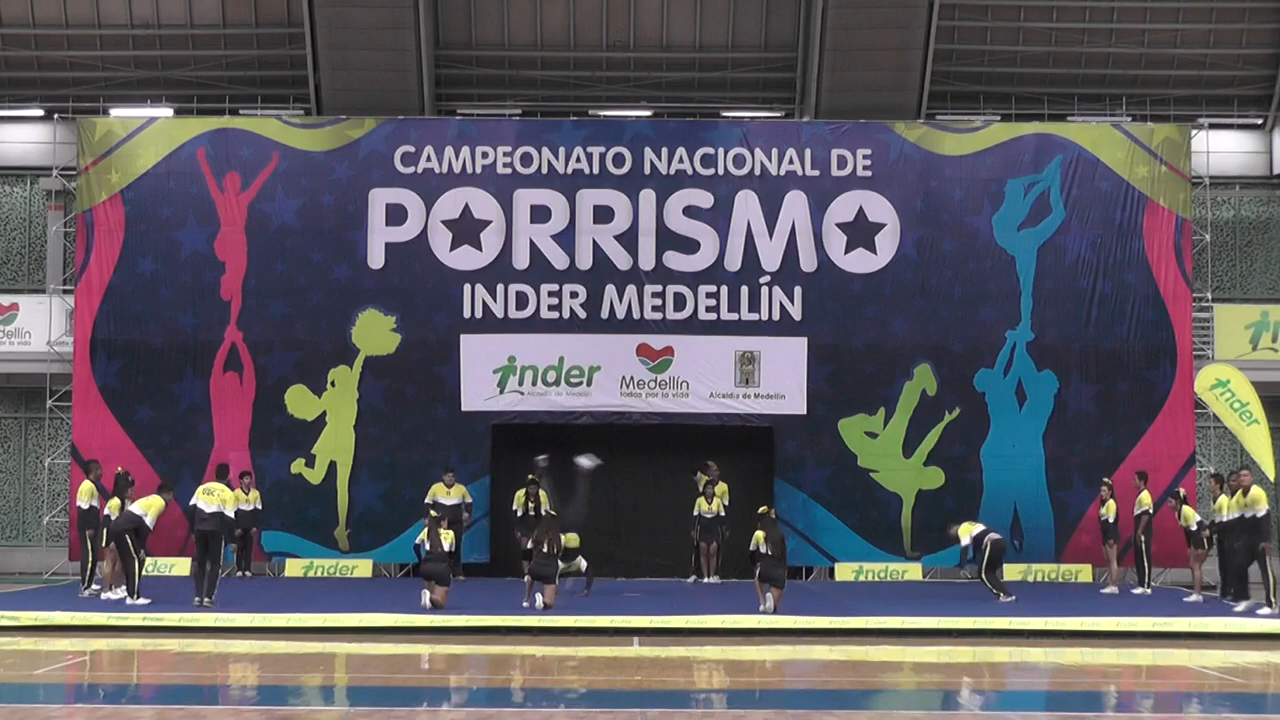 CAMPEONATO NACIONAL DE
PORRISMO
INDER MEDELLÍN
inder
Alcaldía de Medellín
Medellín
todos por la vida
Alcaldía de Medellín
inder
inder
inder
inder
inder